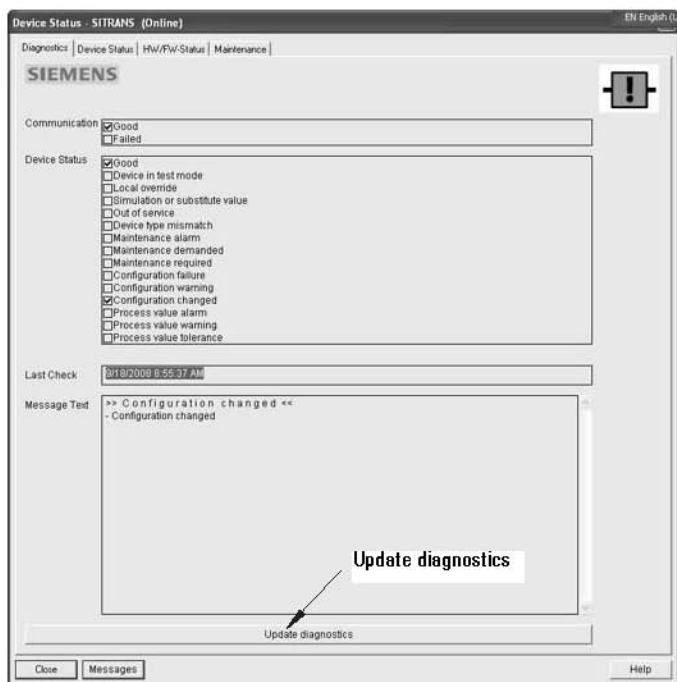 Device Status - SITRANS (Online)
EN English (U
Diagnostics
Device Status
HW/FW-Status
Maintenance
SIEMENS
!
Communication
Good
Failed
Device Status
Good
Device in test mode
Local override
Simulation or substitute value
Out of service
Device type mismatch
Maintenance alarm
Maintenance demanded
Maintenance required
Configuration failure
Configuration warning
Configuration changed
Process value alarm
Process value warning
Process value tolerance
Last Check
9/18/2008 8:55:37 AM
Message Text
>> Configuration changed <<
- Configuration changed
Update diagnostics
Update diagnostics
Close
Messages
Help